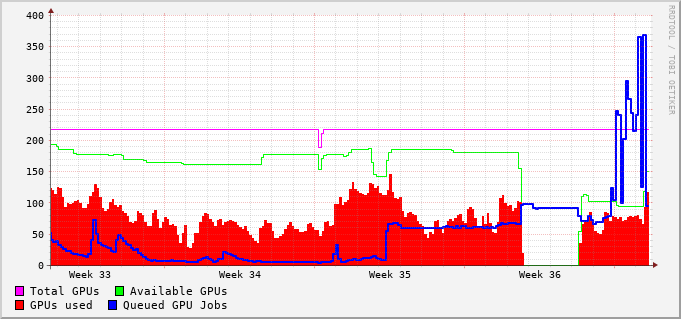 400
350
300
250
200
150
100
50
0
Week 33 Week 34 Week 35 Week 36
Total GPUs Available GPUs
GPUs used Queued GPU Jobs
RRDTOOL / TOBI OETIKER